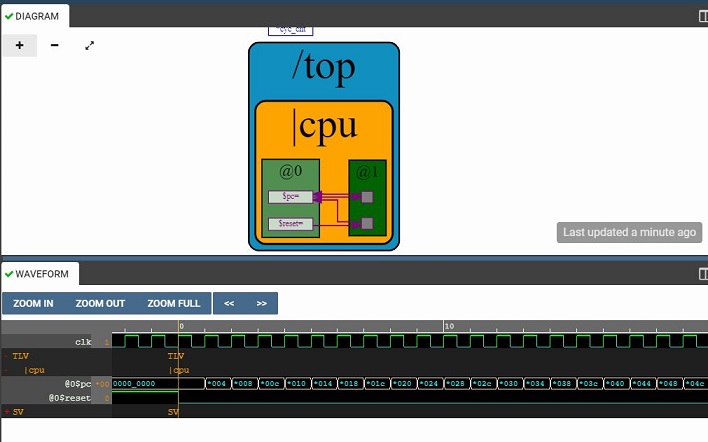 DIAGRAM
*cyc_cnt
/top
|cpu
@0 @1
$pc=
$reset=
Last updated a minute ago
WAVEFORM
ZOOM IN ZOOM OUT ZOOM FULL << >>
0 10
clk 1
TLV TLV
|cpu |cpu
@0$pc *00 0000_0000 *004 *008 *00c *010 *014 *018 *01c *020 *024 *028 *02c *030 *034 *038 *03c *040 *044 *048 *04c
@0$reset 0
SV SV